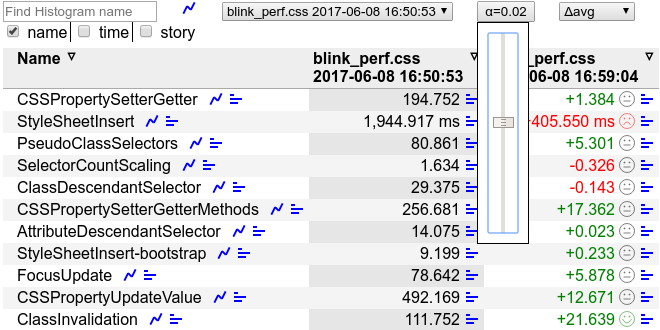 Find Histogram name blink_perf.css 2017-06-08 16:50:53 α=0.02 Δavg
name time story
Name blink_perf.css _perf.css
2017-06-08 16:50:53 06-08 16:59:04
CSSPropertySetterGetter 194.752 +1.384
StyleSheetInsert 1,944.917 ms 405.550 ms
PseudoClassSelectors 80.861 +5.301
SelectorCountScaling 1.634 -0.326
ClassDescendantSelector 29.375 -0.143
CSSPropertySetterGetterMethods 256.681 +17.362
AttributeDescendantSelector 14.075 +0.023
StyleSheetInsert-bootstrap 9.199 +0.233
FocusUpdate 78.642 +5.878
CSSPropertyUpdateValue 492.169 +12.671
ClassInvalidation 111.752 +21.639